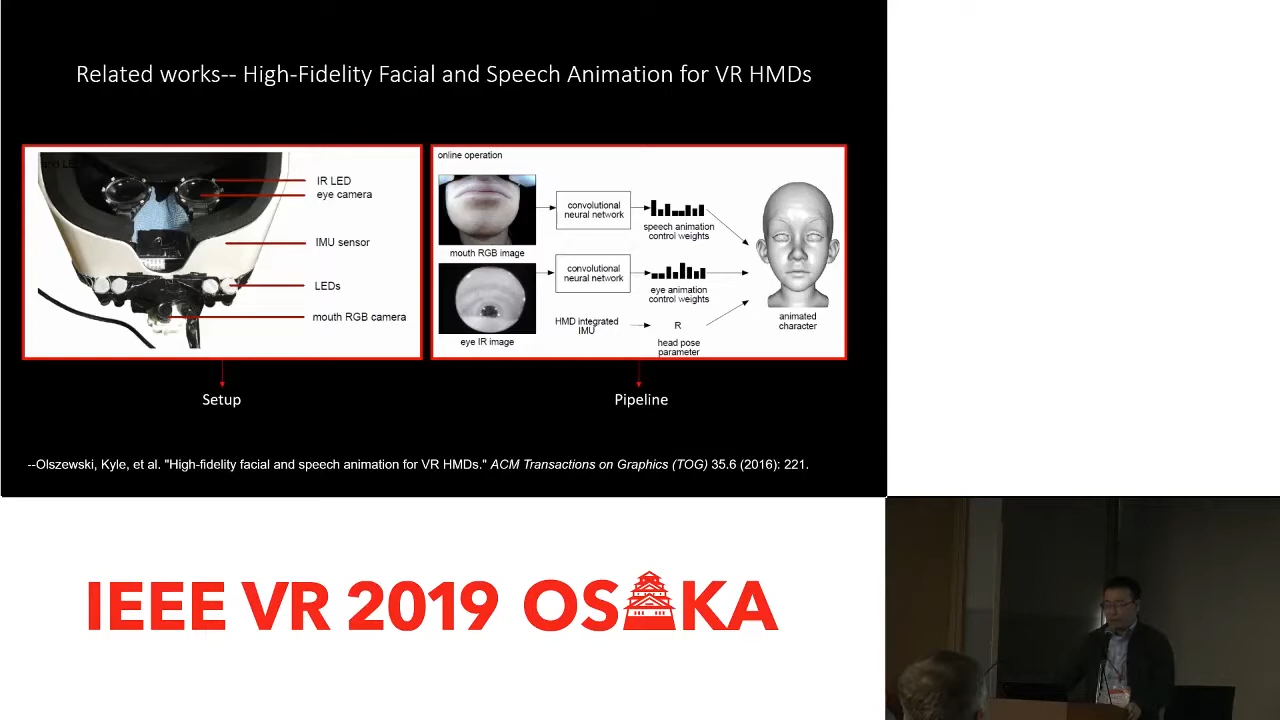 Related works-- High-Fidelity Facial and Speech Animation for VR HMDs
and LE
IR LED
eye camera
IMU sensor
LEDs
mouth RGB camera
Setup
online operation
mouth RGB image
convolutional
neural network
speech animation
control weights
eye IR image
convolutional
neural network
eye animation
control weights
HMD integrated
IMU
R
head pose
parameter
animated
character
Pipeline
--Olszewski, Kyle, et al. "High-fidelity facial and speech animation for VR HMDs." ACM Transactions on Graphics (TOG) 35.6 (2016): 221.
IEEE VR 2019 OSAKA